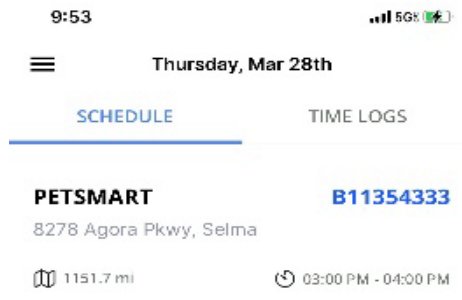 9:53 5G
Thursday, Mar 28th
SCHEDULE TIME LOGS
PETSMART B11354333
8278 Agora Pkwy, Selma
1151.7 mi 03:00 PM - 04:00 PM